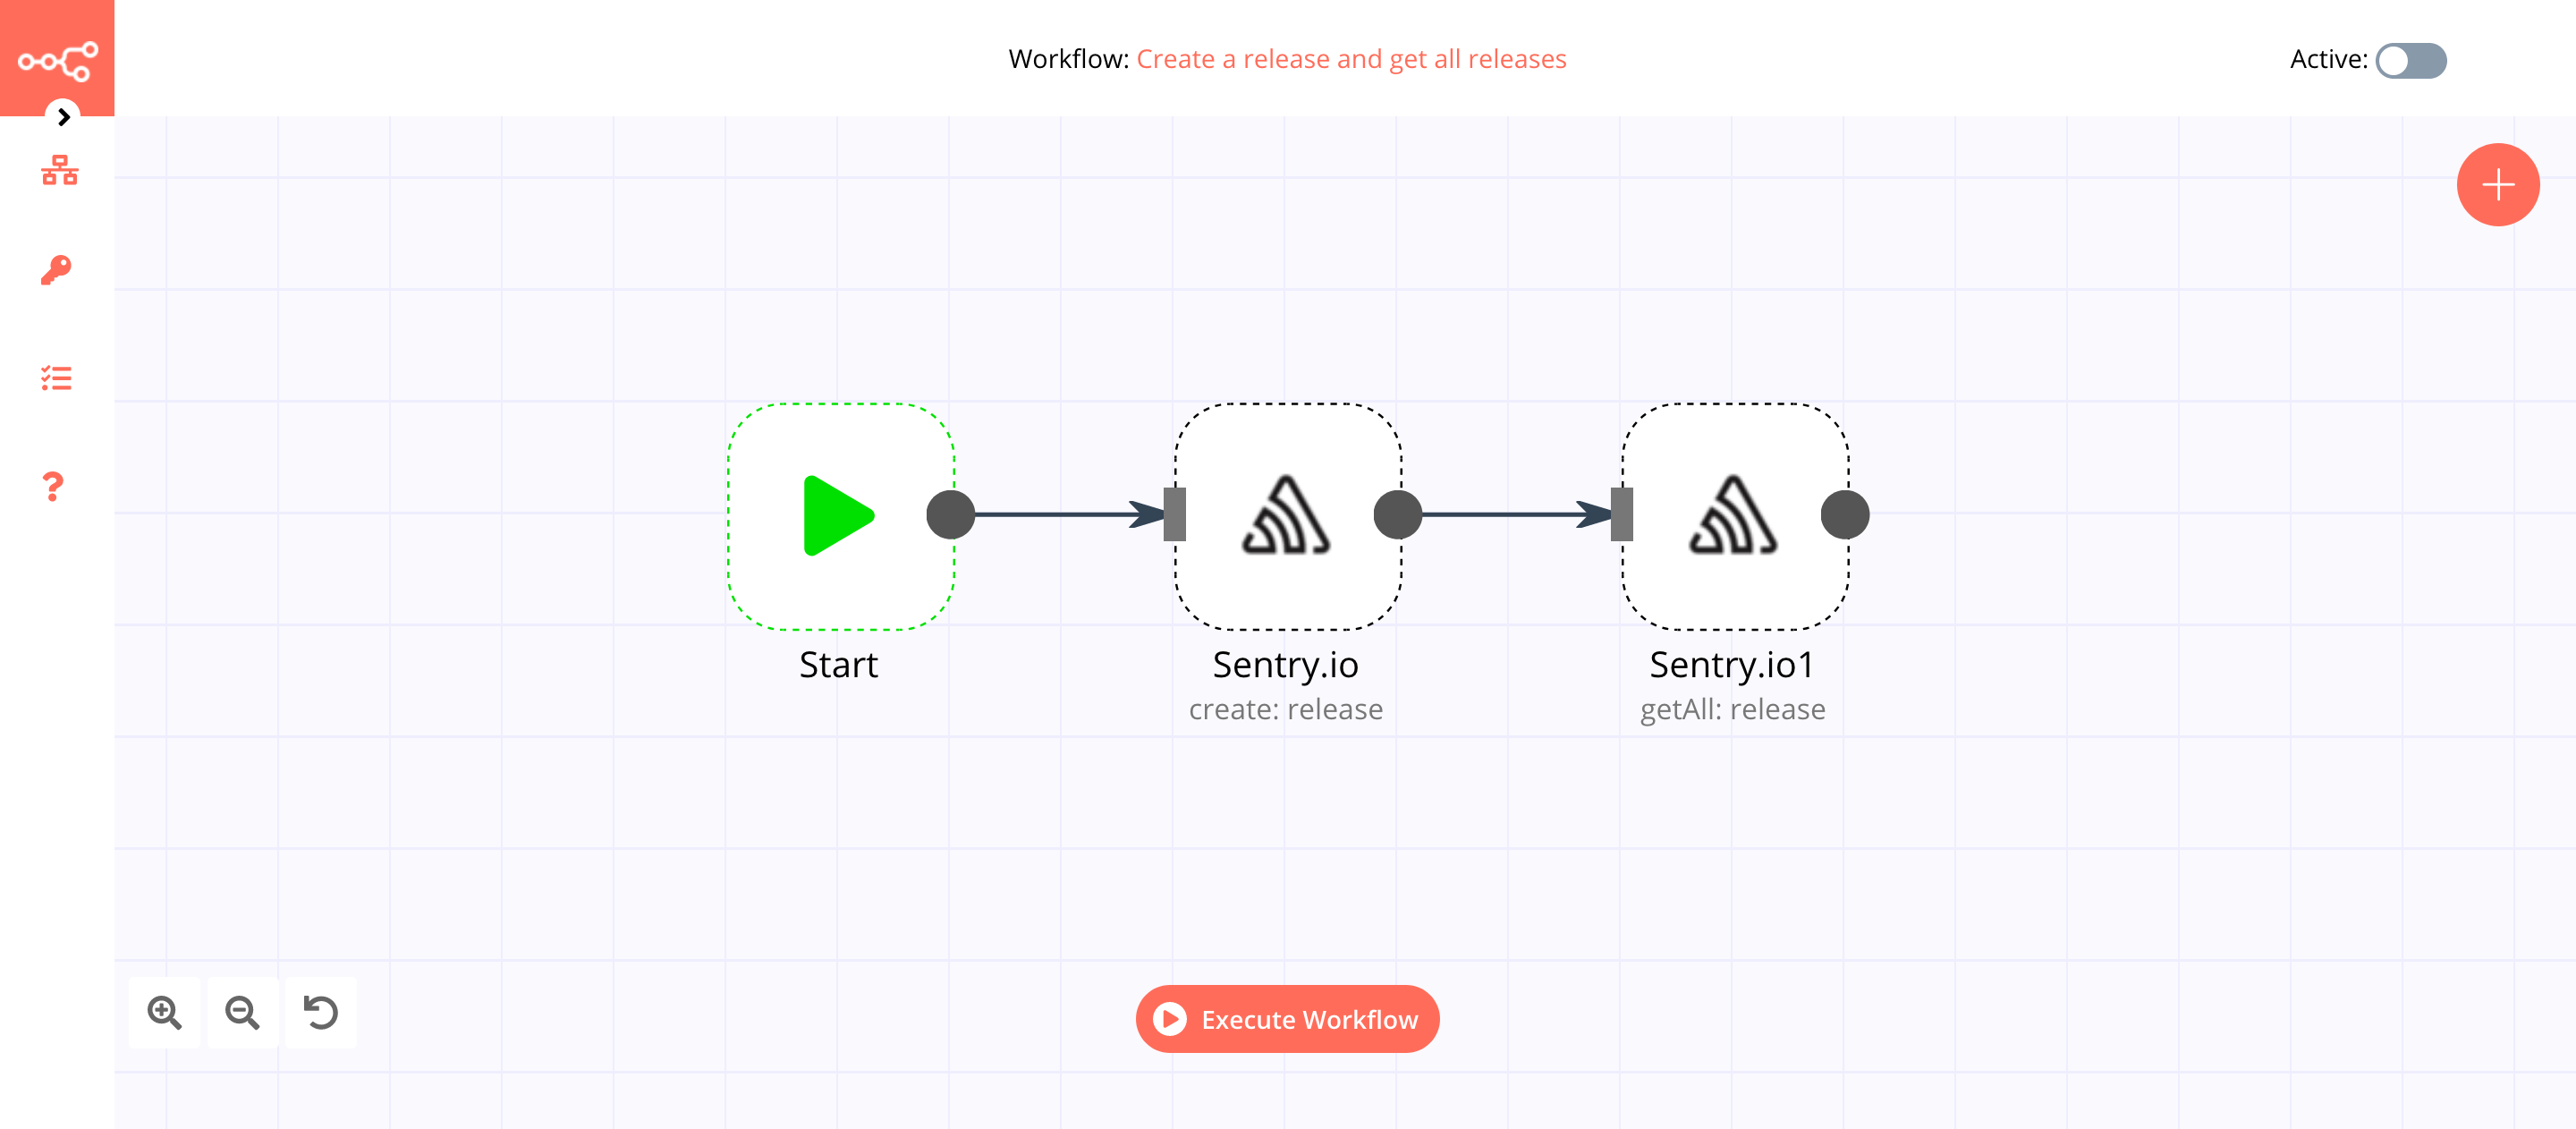 Workflow: Create a release and get all releases
Active:
Start
Sentry.io
create: release
Sentry.io1
getAll: release
Execute Workflow